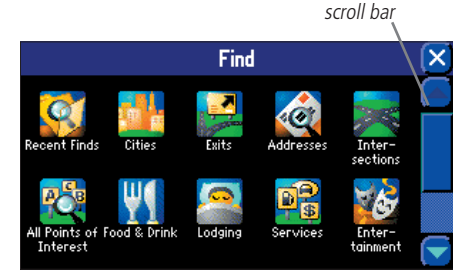 scroll bar
Find
Recent Finds
Cities
Exits
Addresses
Inter-
sections
All Points of
Interest
Food & Drink
Lodging
Services
Enter-
tainment